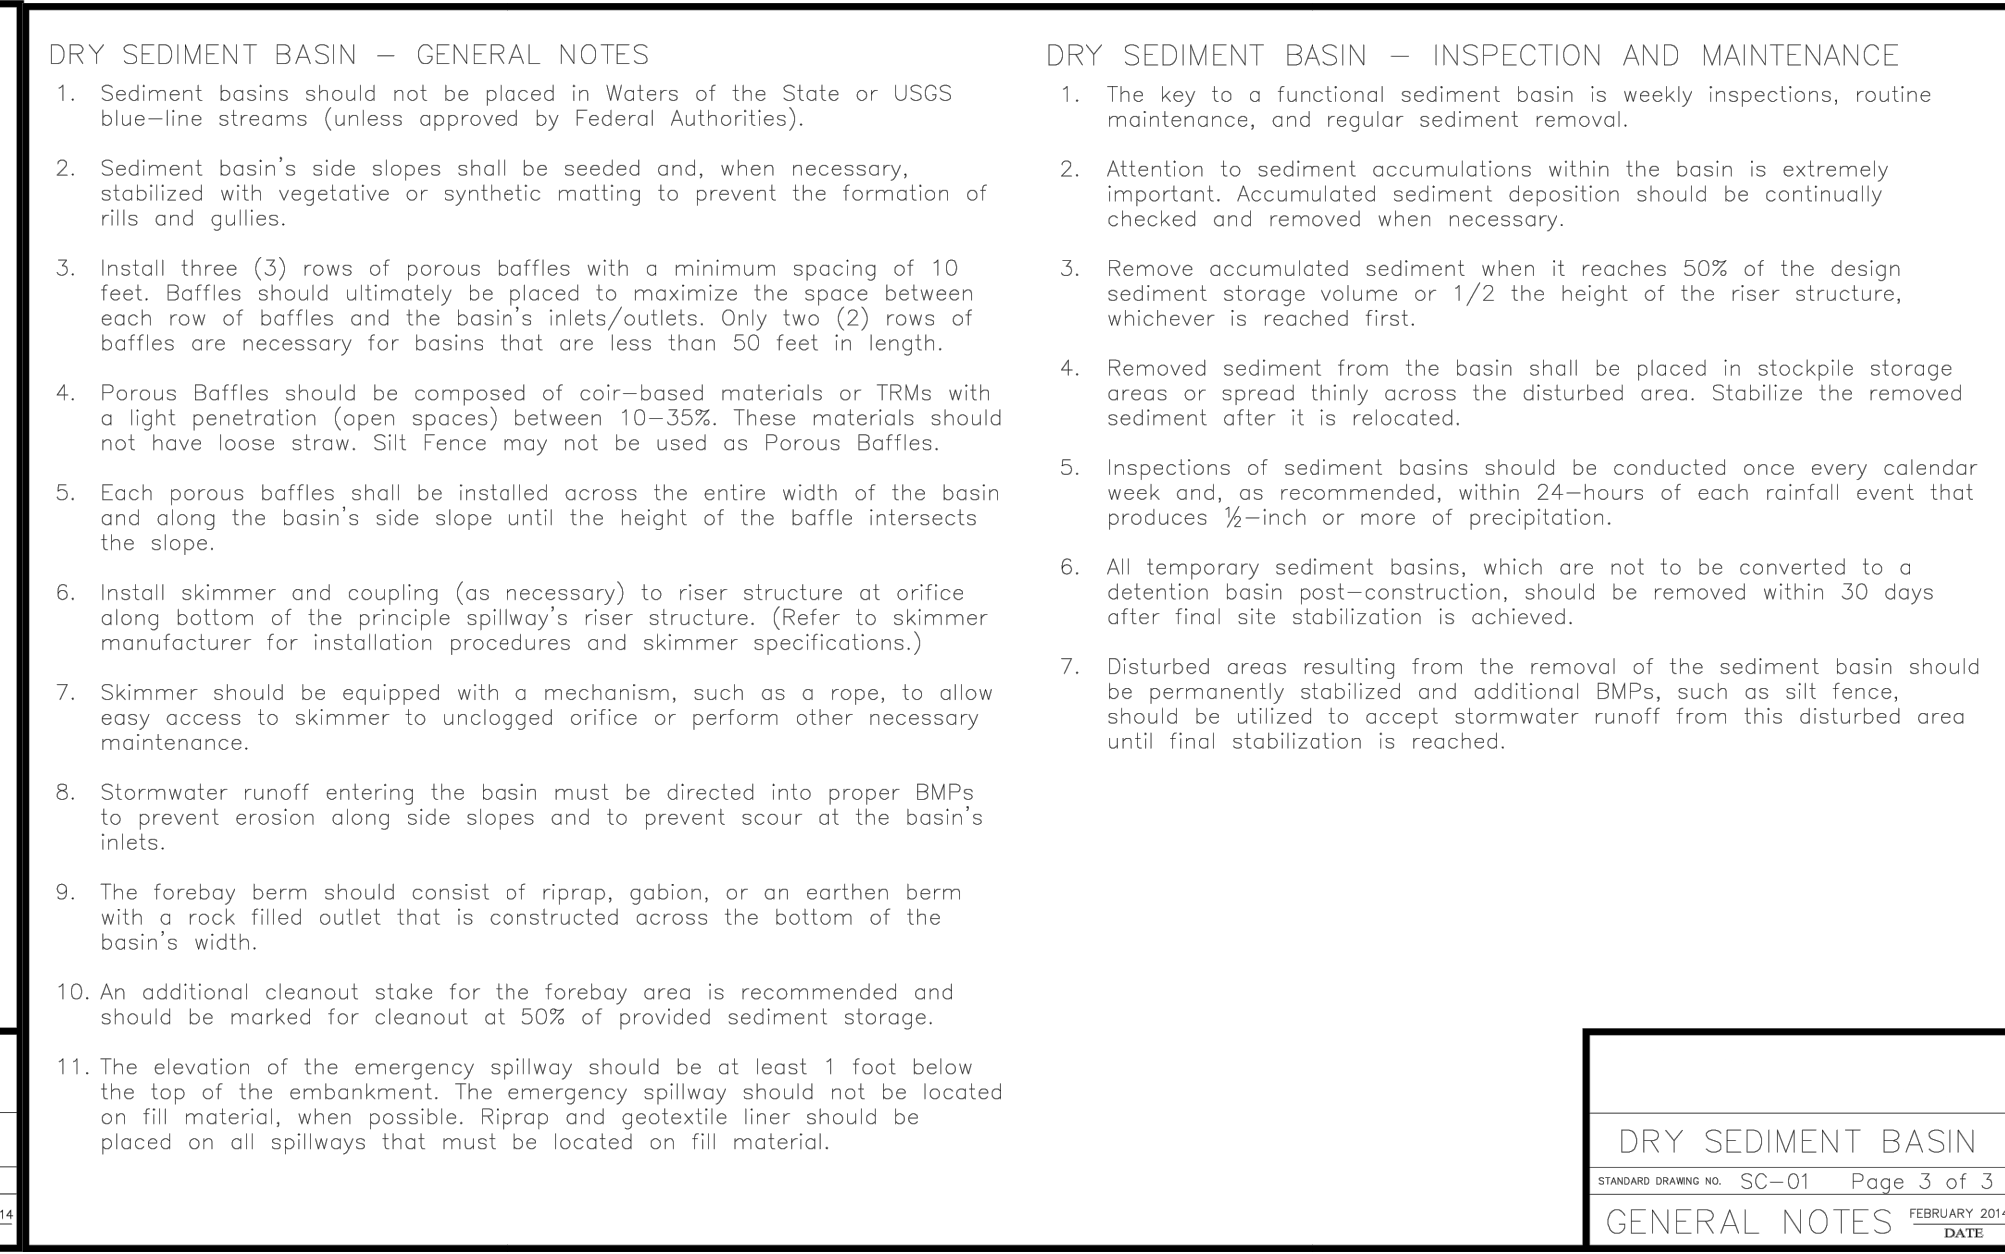 DRY SEDIMENT BASIN – GENERAL NOTES
1. Sediment basins should not be placed in Waters of the State or USGS
blue–line streams (unless approved by Federal Authorities).
2. Sediment basin's side slopes shall be seeded and, when necessary,
stabilized with vegetative or synthetic matting to prevent the formation of
rills and gullies.
3. Install three (3) rows of porous baffles with a minimum spacing of 10
feet. Baffles should ultimately be placed to maximize the space between
each row of baffles and the basin's inlets/outlets. Only two (2) rows of
baffles are necessary for basins that are less than 50 feet in length.
4. Porous Baffles should be composed of coir–based materials or TRMs with
a light penetration (open spaces) between 10–35%. These materials should
not have loose straw. Silt Fence may not be used as Porous Baffles.
5. Each porous baffles shall be installed across the entire width of the basin
and along the basin's side slope until the height of the baffle intersects
the slope.
6. Install skimmer and coupling (as necessary) to riser structure at orifice
along bottom of the principle spillway's riser structure. (Refer to skimmer
manufacturer for installation procedures and skimmer specifications.)
7. Skimmer should be equipped with a mechanism, such as a rope, to allow
easy access to skimmer to unclogged orifice or perform other necessary
maintenance.
8. Stormwater runoff entering the basin must be directed into proper BMPs
to prevent erosion along side slopes and to prevent scour at the basin's
inlets.
9. The forebay berm should consist of riprap, gabion, or an earthen berm
with a rock filled outlet that is constructed across the bottom of the
basin's width.
10. An additional cleanout stake for the forebay area is recommended and
should be marked for cleanout at 50% of provided sediment storage.
11. The elevation of the emergency spillway should be at least 1 foot below
the top of the embankment. The emergency spillway should not be located
on fill material, when possible. Riprap and geotextile liner should be
placed on all spillways that must be located on fill material.
DRY SEDIMENT BASIN – INSPECTION AND MAINTENANCE
1. The key to a functional sediment basin is weekly inspections, routine
maintenance, and regular sediment removal.
2. Attention to sediment accumulations within the basin is extremely
important. Accumulated sediment deposition should be continually
checked and removed when necessary.
3. Remove accumulated sediment when it reaches 50% of the design
sediment storage volume or 1/2 the height of the riser structure,
whichever is reached first.
4. Removed sediment from the basin shall be placed in stockpile storage
areas or spread thinly across the disturbed area. Stabilize the removed
sediment after it is relocated.
5. Inspections of sediment basins should be conducted once every calendar
week and, as recommended, within 24–hours of each rainfall event that
produces ½–inch or more of precipitation.
6. All temporary sediment basins, which are not to be converted to a
detention basin post–construction, should be removed within 30 days
after final site stabilization is achieved.
7. Disturbed areas resulting from the removal of the sediment basin should
be permanently stabilized and additional BMPs, such as silt fence,
should be utilized to accept stormwater runoff from this disturbed area
until final stabilization is reached.
14
DRY SEDIMENT BASIN
STANDARD DRAWING NO. SC–01 Page 3 of 3
GENERAL NOTES FEBRUARY 2014
DATE